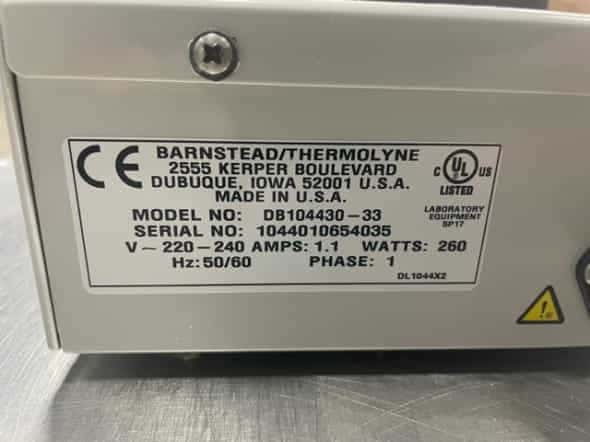 CE
BARNSTEAD/THERMOLYNE
2555 KERPER BOULEVARD
DUBUQUE, IOWA 52001 U.S.A.
MADE IN U.S.A.
MODEL NO: DB104430-33
SERIAL NO: 1044010654035
V~220-240 AMPS: 1.1 WATTS: 260
Hz: 50/60 PHASE: 1
C UL US
LISTED
LABORATORY
EQUIPMENT
5P17
DL1044X2